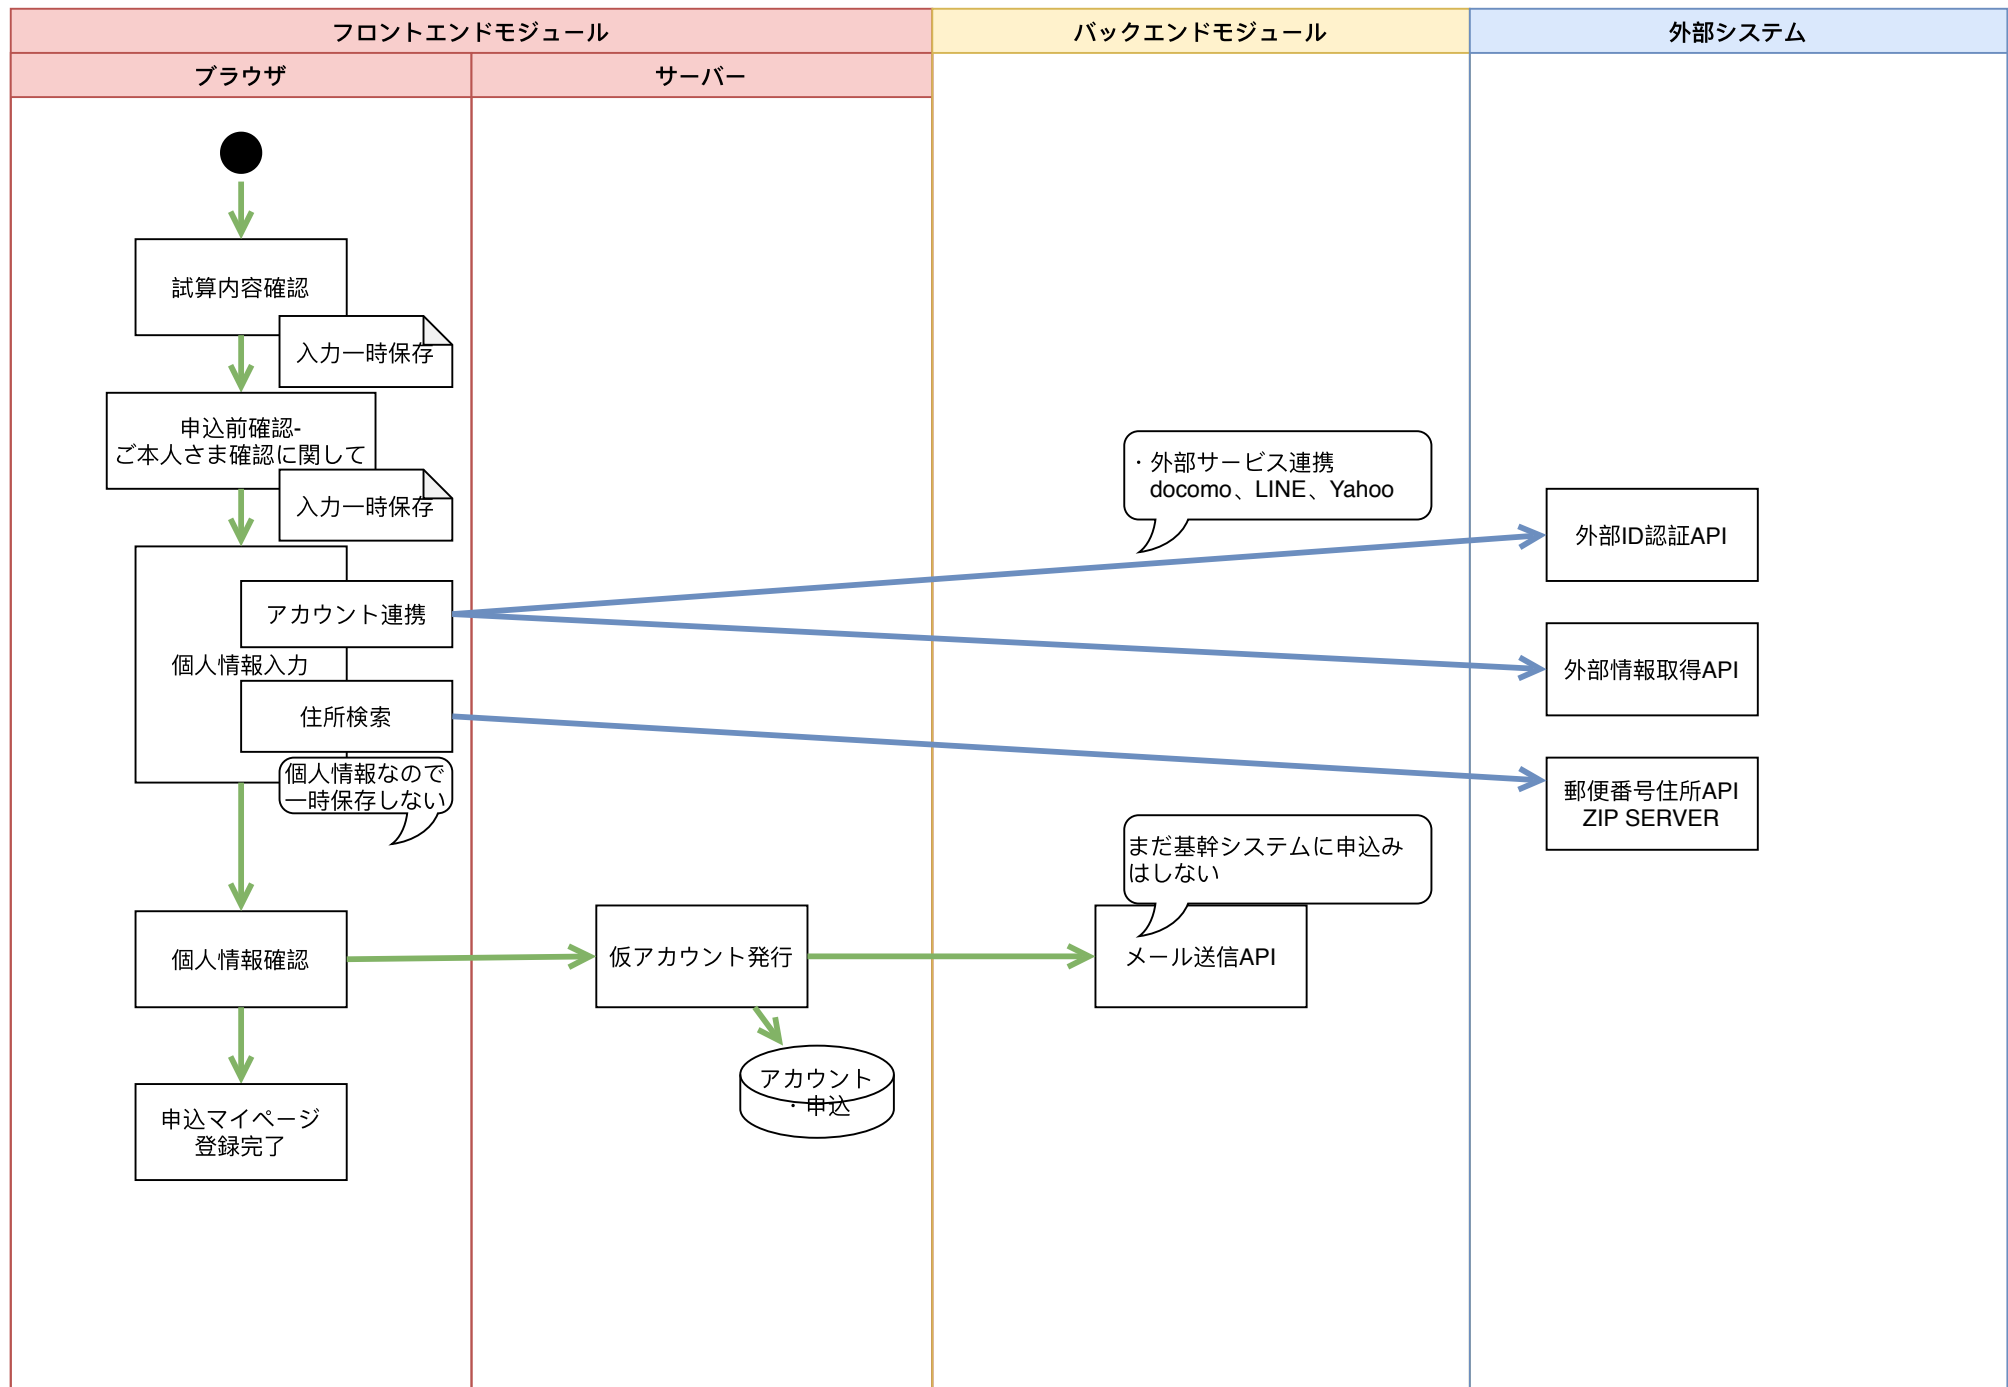 フロントエンドモジュール
バックエンドモジュール
外部システム
ブラウザ
サーバー
試算内容確認
入力一時保存
申込前確認-
ご本人さま確認に関して
入力一時保存
・外部サービス連携
docomo、LINE、Yahoo
外部ID認証API
アカウント連携
個人情報入力
外部情報取得API
住所検索
個人情報なので
一時保存しない
郵便番号住所API
ZIP SERVER
まだ基幹システムに申込み
はしない
個人情報確認
仮アカウント発行
メール送信API
アカウント
・申込
申込マイページ
登録完了